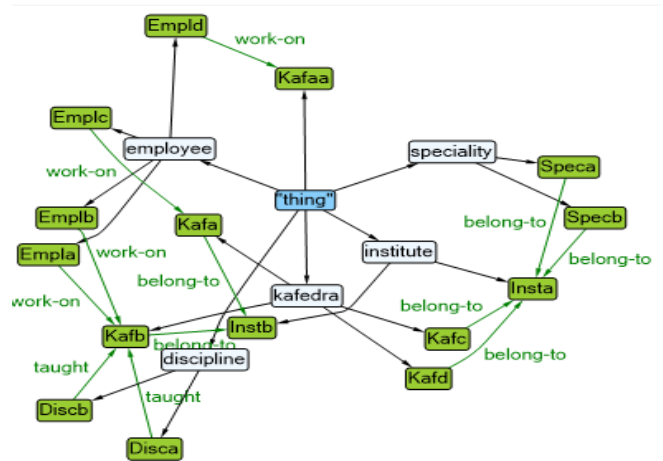 Empld
work-on
Kafaa
Emplc
employee
speciality
Speca
work-on
"thing"
belong-to
Emplb
Kafa
Specb
Empla
work-on
institute
belong-to
belong-to
Insta
work-on
kafedra
belong-to
Kafb
Instb
Kafc
belong-to
belong-to
discipline
taught
Kafd
taught
Discb
Disca